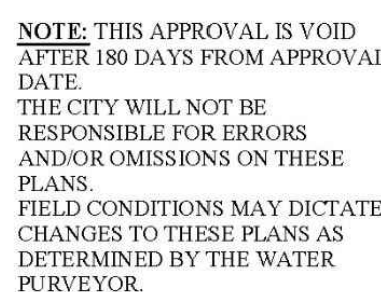 NOTE: THIS APPROVAL IS VOID
AFTER 180 DAYS FROM APPROVAL
DATE.
THE CITY WILL NOT BE
RESPONSIBLE FOR ERRORS
AND/OR OMISSIONS ON THESE
PLANS.
FIELD CONDITIONS MAY DICTATE
CHANGES TO THESE PLANS AS
DETERMINED BY THE WATER
PURVEYOR.